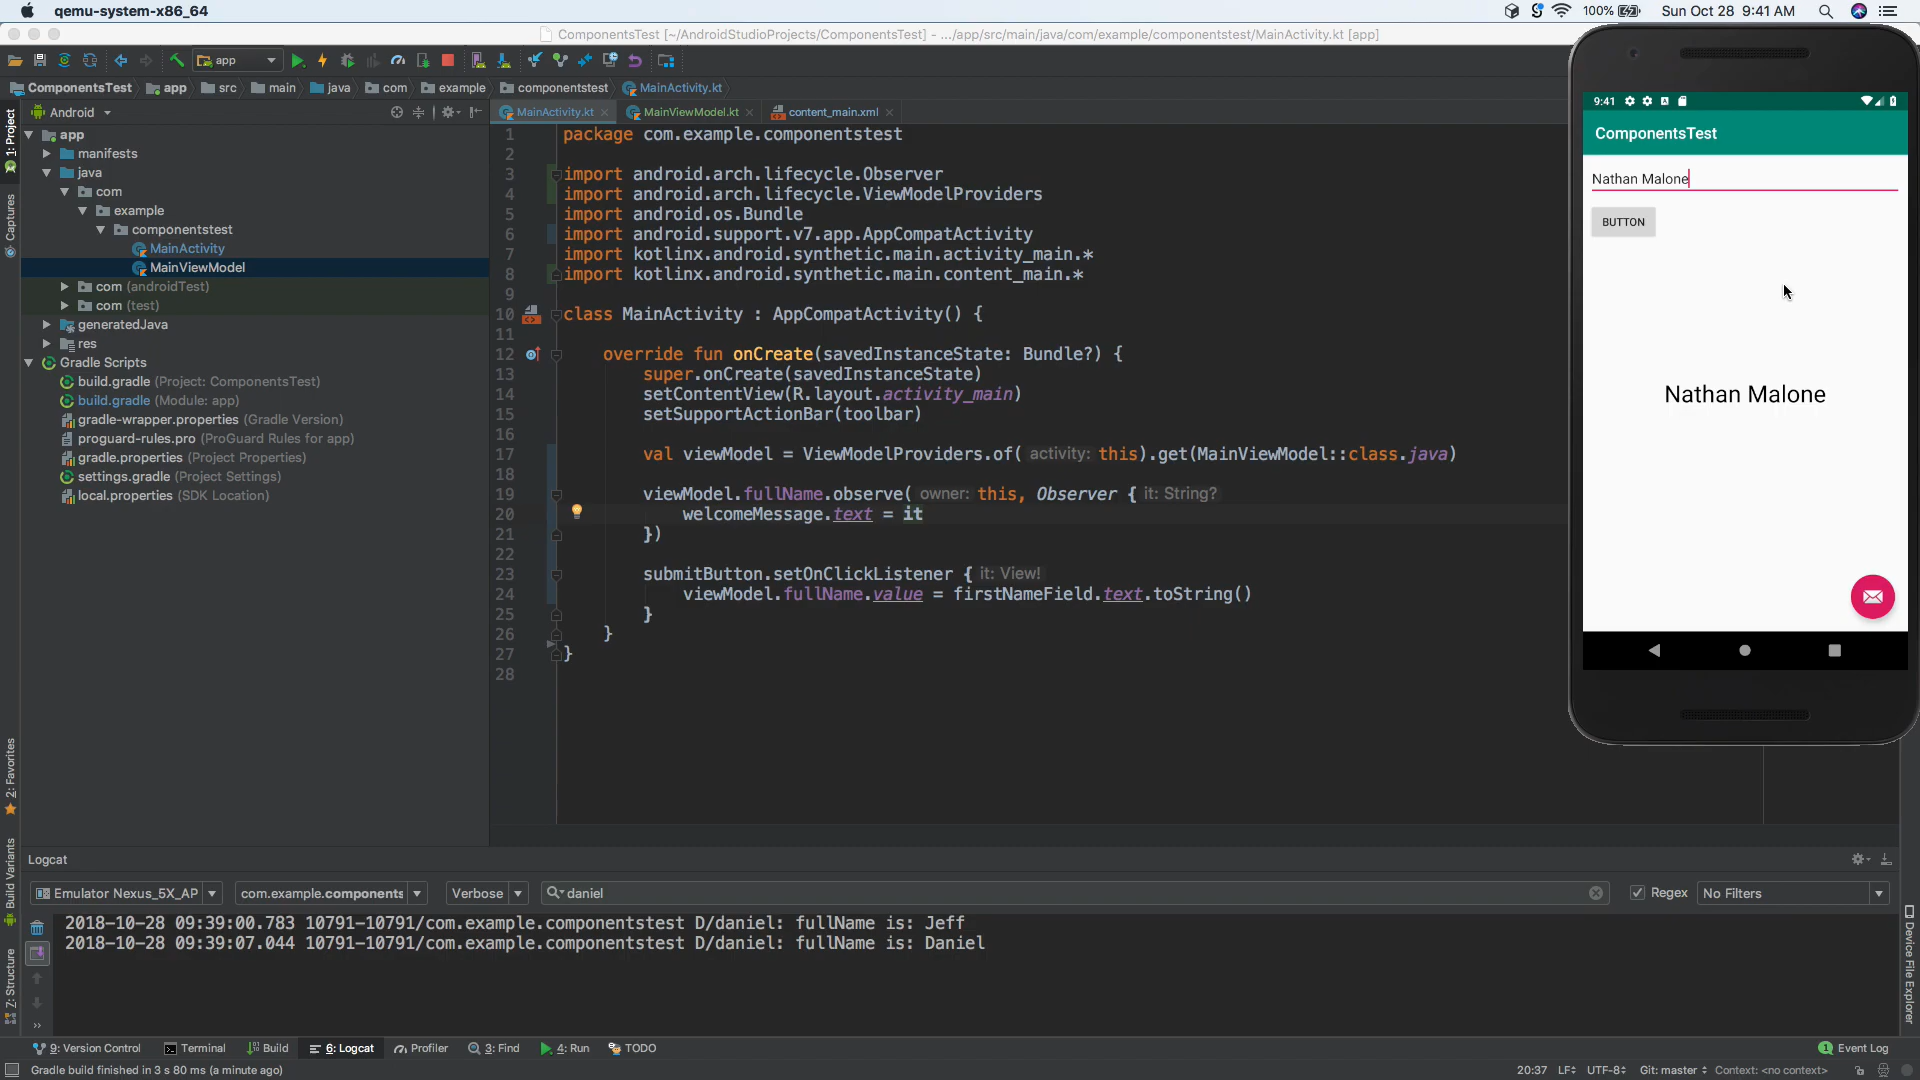 qemu-system-x86_64
100%
Sun Oct 28 9:41 AM
ComponentsTest [~/AndroidStudioProjects/ComponentsTest] - .../app/src/main/java/com/example/componentstest/MainActivity.kt [app]
app
ComponentsTest app src main java com example componentstest MainActivity.kt
Android
MainActivity.kt MainViewModel.kt content_main.xml
1: Project
Captures
2: Favorites
Build Variants
Z: Structure
app
manifests
java
com
example
componentstest
MainActivity
MainViewModel
com (androidTest)
com (test)
generatedJava
res
Gradle Scripts
build.gradle (Project: ComponentsTest)
build.gradle (Module: app)
gradle-wrapper.properties (Gradle Version)
proguard-rules.pro (ProGuard Rules for app)
gradle.properties (Project Properties)
settings.gradle (Project Settings)
local.properties (SDK Location)
1 package com.example.componentstest
2
3 import android.arch.lifecycle.Observer
4 import android.arch.lifecycle.ViewModelProviders
5 import android.os.Bundle
6 import android.support.v7.app.AppCompatActivity
7 import kotlinx.android.synthetic.main.activity_main.*
8 import kotlinx.android.synthetic.main.content_main.*
9
10 class MainActivity : AppCompatActivity() {
11
12 override fun onCreate(savedInstanceState: Bundle?) {
13 super.onCreate(savedInstanceState)
14 setContentView(R.layout.activity_main)
15 setSupportActionBar(toolbar)
16
17 val viewModel = ViewModelProviders.of( activity: this).get(MainViewModel::class.java)
18
19 viewModel.fullName.observe( owner: this, Observer { it: String?
20 welcomeMessage.text = it
21 })
22
23 submitButton.setOnClickListener { it: View!
24 viewModel.fullName.value = firstNameField.text.toString()
25 }
26 }
27 }
28
9:41
ComponentsTest
Nathan Malone
BUTTON
Nathan Malone
Logcat
Emulator Nexus_5X_AP com.example.components Verbose daniel Regex No Filters
2018-10-28 09:39:00.783 10791-10791/com.example.componentstest D/daniel: fullName is: Jeff
2018-10-28 09:39:07.044 10791-10791/com.example.componentstest D/daniel: fullName is: Daniel
Device File Explorer
9: Version Control Terminal Build 6: Logcat Profiler 3: Find 4: Run TODO 1 Event Log
Gradle build finished in 3 s 80 ms (a minute ago) 20:37 LF UTF-8 Git: master Context: <no context>